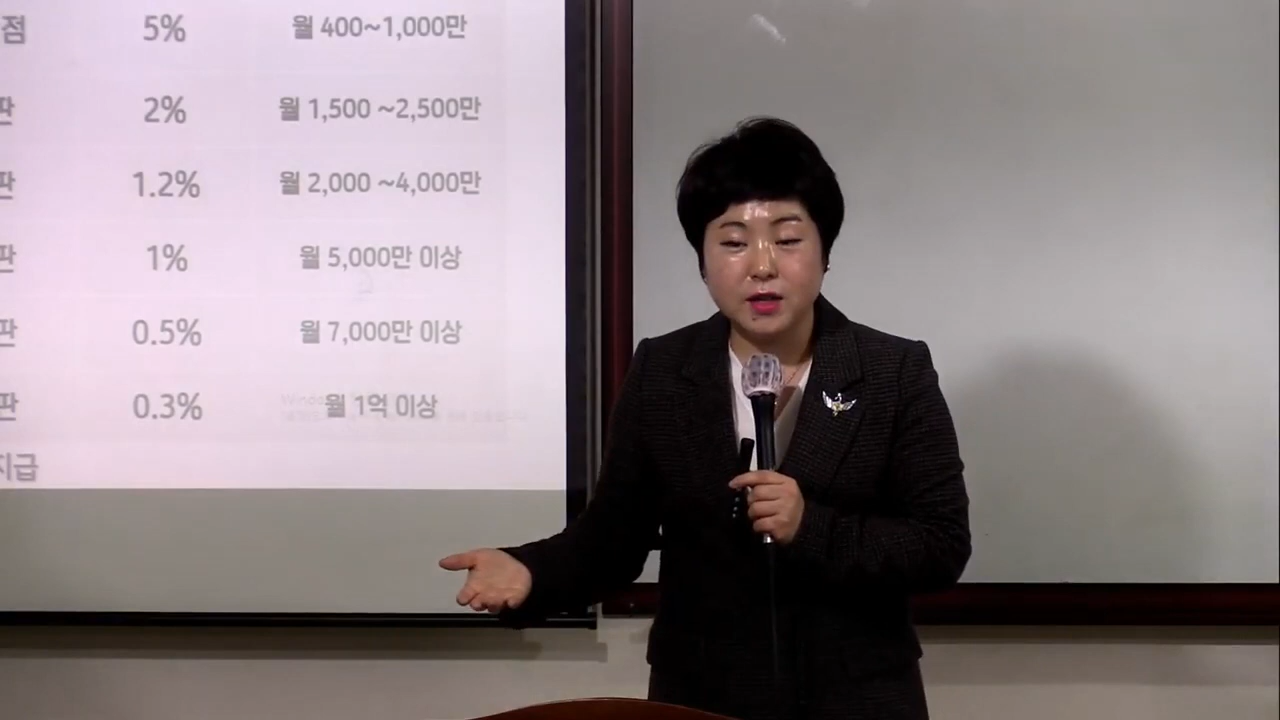 점 5% 월 400~1,000만
판 2% 월 1,500 ~2,500만
판 1.2% 월 2,000 ~4,000만
판 1% 월 5,000만 이상
판 0.5% 월 7,000만 이상
판 0.3% 월 1억 이상
지급